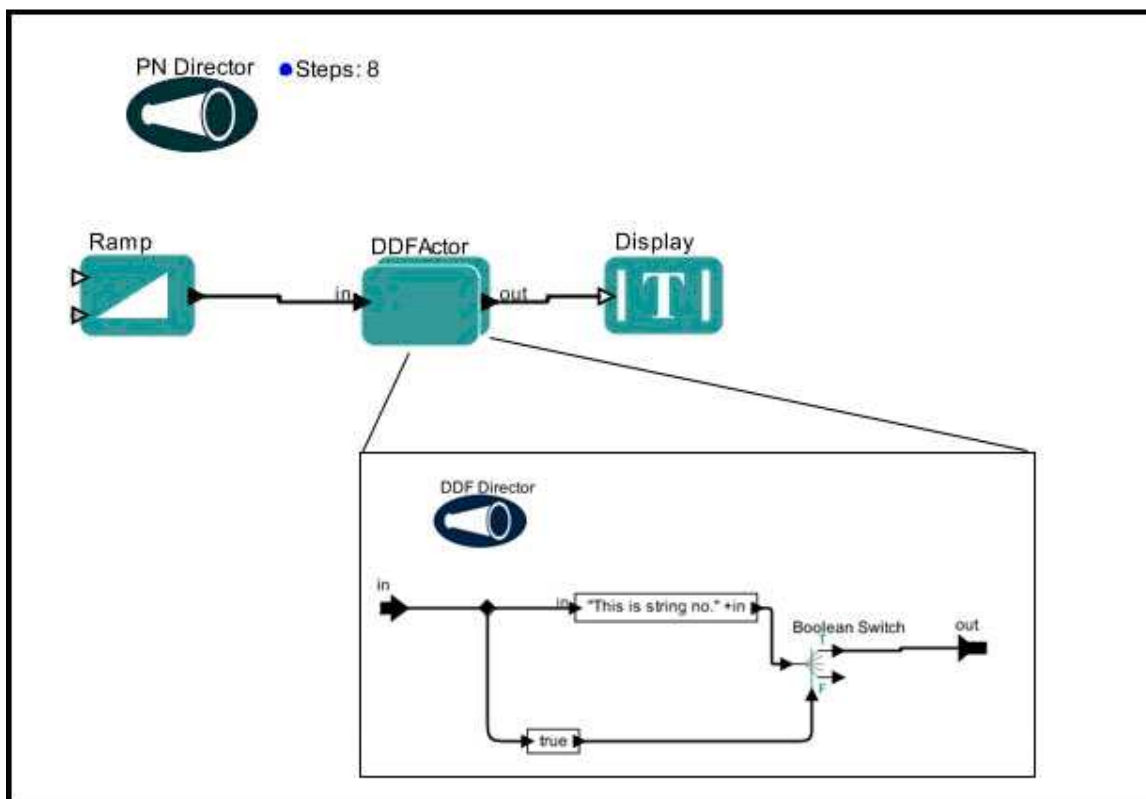 PN Director
Steps: 8
Ramp
DDFActor
Display
in
out
T
DDF Director
in
in
"This is string no." +in
Boolean Switch
out
T
F
true